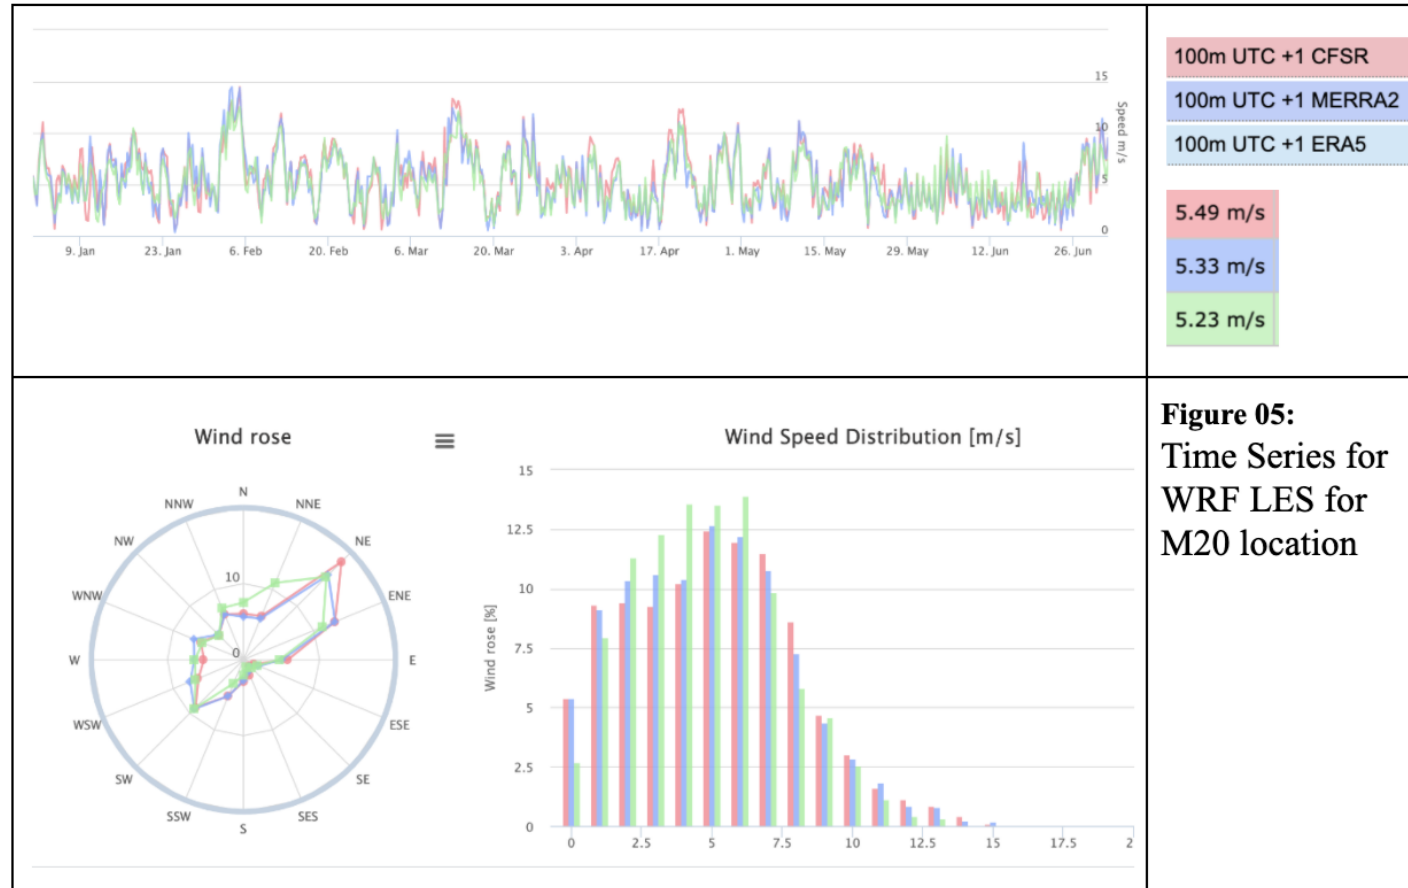 15
10
5
0
Speed m/s
9. Jan
23. Jan
6. Feb
20. Feb
6. Mar
20. Mar
3. Apr
17. Apr
1. May
15. May
29. May
12. Jun
26. Jun
100m UTC +1 CFSR
100m UTC +1 MERRA2
100m UTC +1 ERA5
5.49 m/s
5.33 m/s
5.23 m/s
Wind rose
N
NNE
NE
ENE
E
ESE
SE
SES
S
SSW
SW
WSW
W
WNW
NW
NNW
10
0
Wind Speed Distribution [m/s]
Wind rose [%]
15
12.5
10
7.5
5
2.5
0
0
2.5
5
7.5
10
12.5
15
17.5
2
Figure 05:
Time Series for
WRF LES for
M20 location